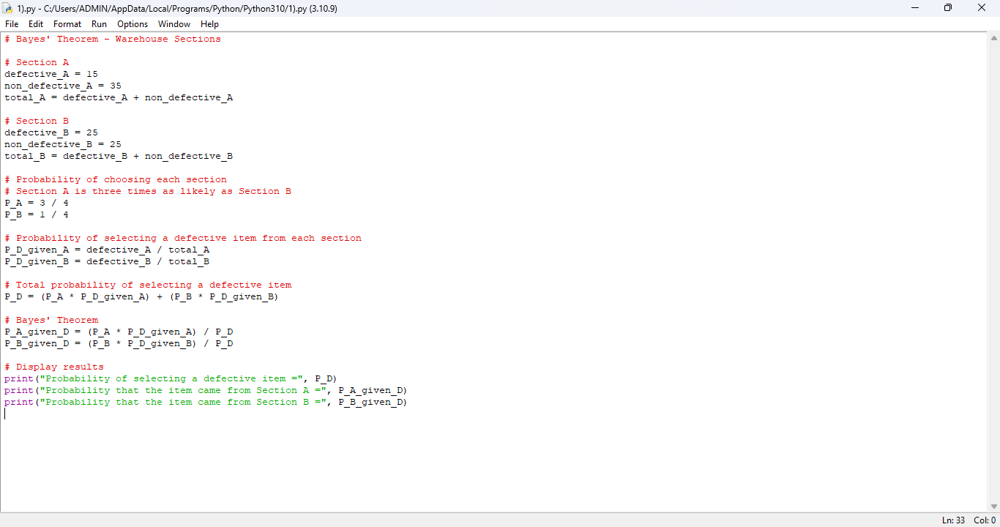 1).py - C:/Users/ADMIN/AppData/Local/Programs/Python/Python310/1).py (3.10.9)
File Edit Format Run Options Window Help
# Bayes' Theorem - Warehouse Sections
# Section A
defective_A = 15
non_defective_A = 35
total_A = defective_A + non_defective_A
# Section B
defective_B = 25
non_defective_B = 25
total_B = defective_B + non_defective_B
# Probability of choosing each section
# Section A is three times as likely as Section B
P_A = 3 / 4
P_B = 1 / 4
# Probability of selecting a defective item from each section
P_D_given_A = defective_A / total_A
P_D_given_B = defective_B / total_B
# Total probability of selecting a defective item
P_D = (P_A * P_D_given_A) + (P_B * P_D_given_B)
# Bayes' Theorem
P_A_given_D = (P_A * P_D_given_A) / P_D
P_B_given_D = (P_B * P_D_given_B) / P_D
# Display results
print("Probability of selecting a defective item =", P_D)
print("Probability that the item came from Section A =", P_A_given_D)
print("Probability that the item came from Section B =", P_B_given_D)
Ln: 33 Col: 0